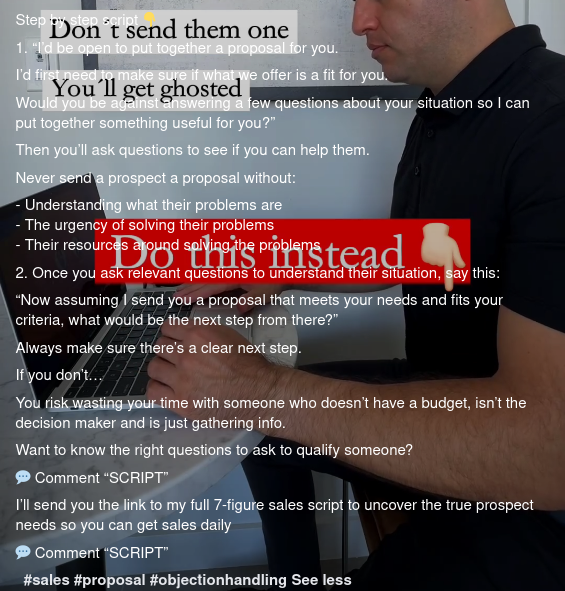 Step by step script 👇
Don´t send them one
1. “I’d be open to put together a proposal for you.
I’d first need to make sure if what we offer is a fit for you.
You´ll get ghosted
Would you be against answering a few questions about your situation so I can
put together something useful for you?”
Then you’ll ask questions to see if you can help them.
Never send a prospect a proposal without:
- Understanding what their problems are
- The urgency of solving their problems
- Their resources around solving the problems
Do this instead 👇
2. Once you ask relevant questions to understand their situation, say this:
“Now assuming I send you a proposal that meets your needs and fits your
criteria, what would be the next step from there?”
Always make sure there’s a clear next step.
If you don’t…
You risk wasting your time with someone who doesn’t have a budget, isn’t the
decision maker and is just gathering info.
Want to know the right questions to ask to qualify someone?
💬 Comment “SCRIPT”
I’ll send you the link to my full 7-figure sales script to uncover the true prospect
needs so you can get sales daily
💬 Comment “SCRIPT”
#sales #proposal #objectionhandling See less